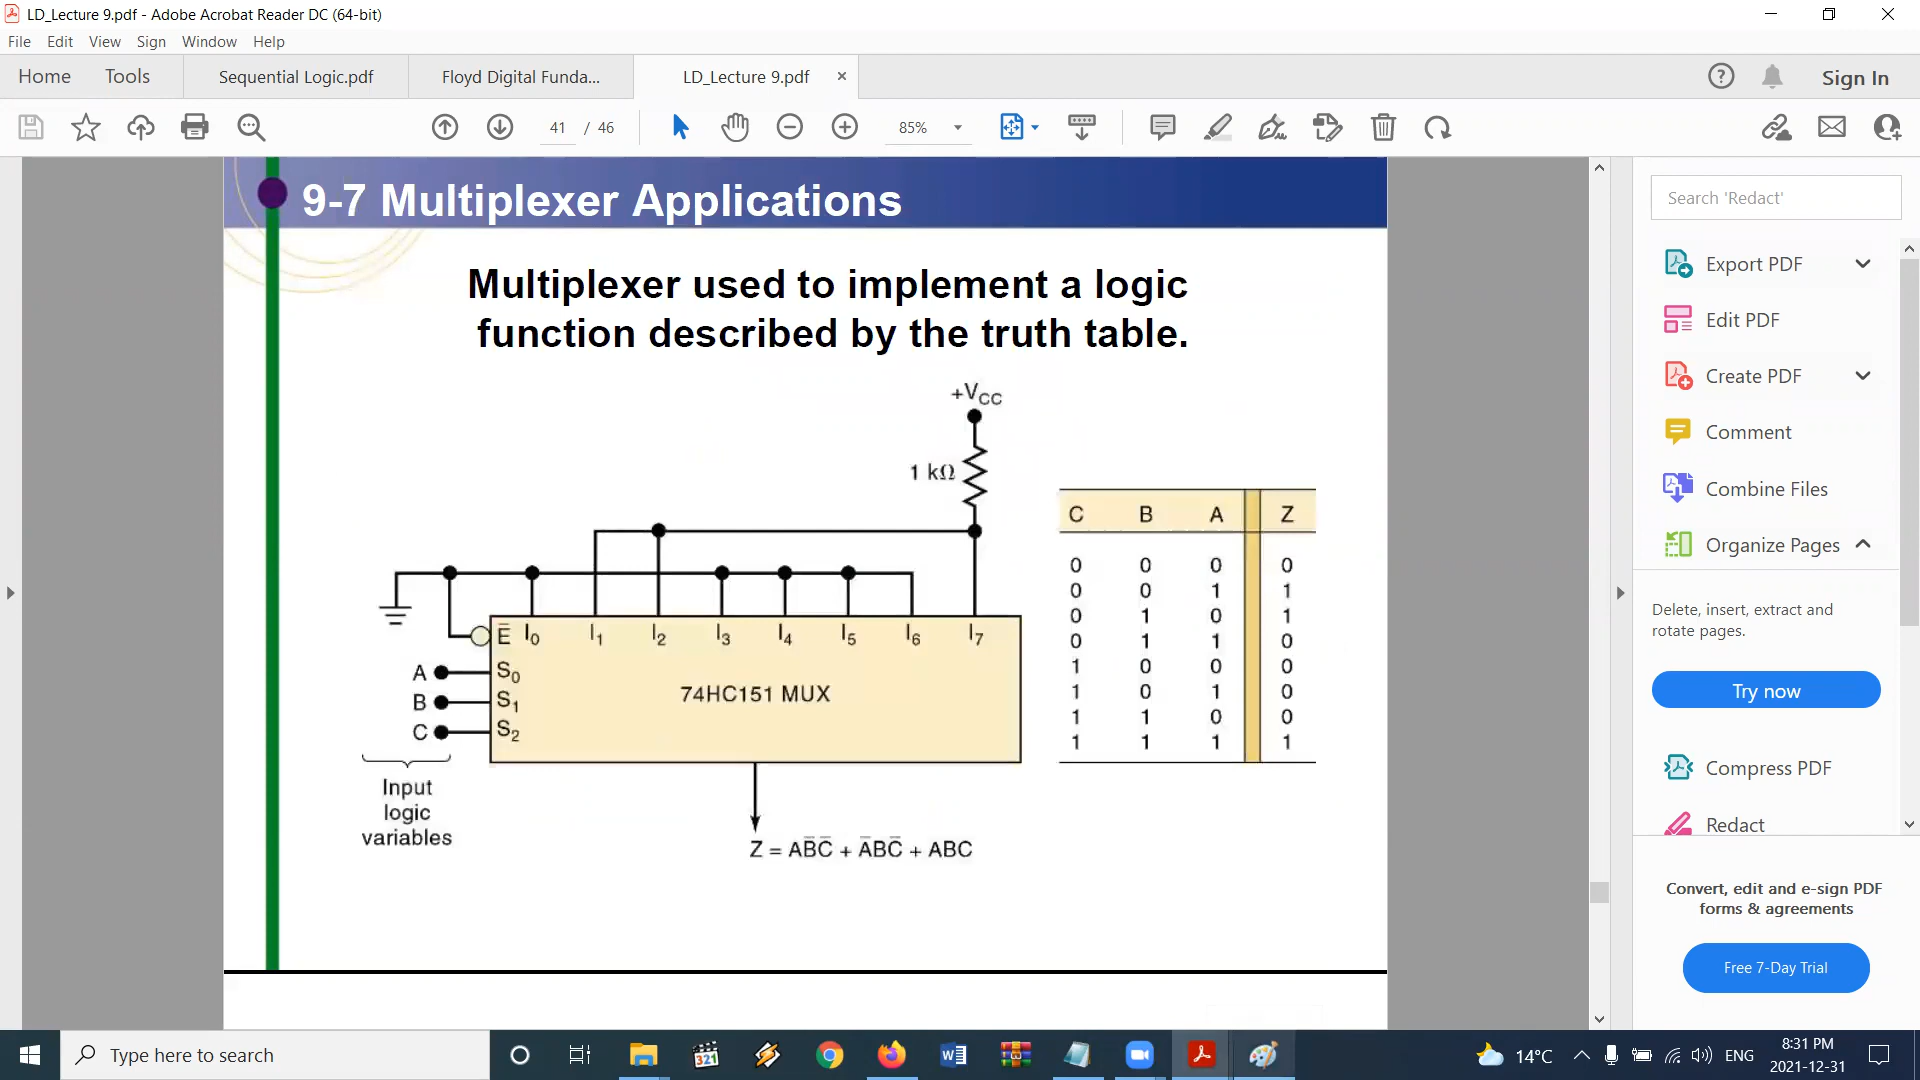 LD_Lecture 9.pdf - Adobe Acrobat Reader DC (64-bit)
File Edit View Sign Window Help
Home Tools Sequential Logic.pdf Floyd Digital Funda... LD_Lecture 9.pdf × Sign In
41 / 46 85%
9-7 Multiplexer Applications
Multiplexer used to implement a logic
function described by the truth table.
+V_CC
1 kΩ
C B A Z
0 0 0 0
0 0 1 1
0 1 0 1
0 1 1 0
1 0 0 0
1 0 1 0
1 1 0 0
1 1 1 1
E̅ I₀ I₁ I₂ I₃ I₄ I₅ I₆ I₇
A S₀
B S₁
C S₂
74HC151 MUX
Input
logic
variables
Z = AB̅C̅ + A̅BC̅ + ABC
Search 'Redact'
Export PDF
Edit PDF
Create PDF
Comment
Combine Files
Organize Pages
Delete, insert, extract and
rotate pages.
Try now
Compress PDF
Redact
Convert, edit and e-sign PDF
forms & agreements
Free 7-Day Trial
Type here to search
321
14°C ENG
8:31 PM
2021-12-31